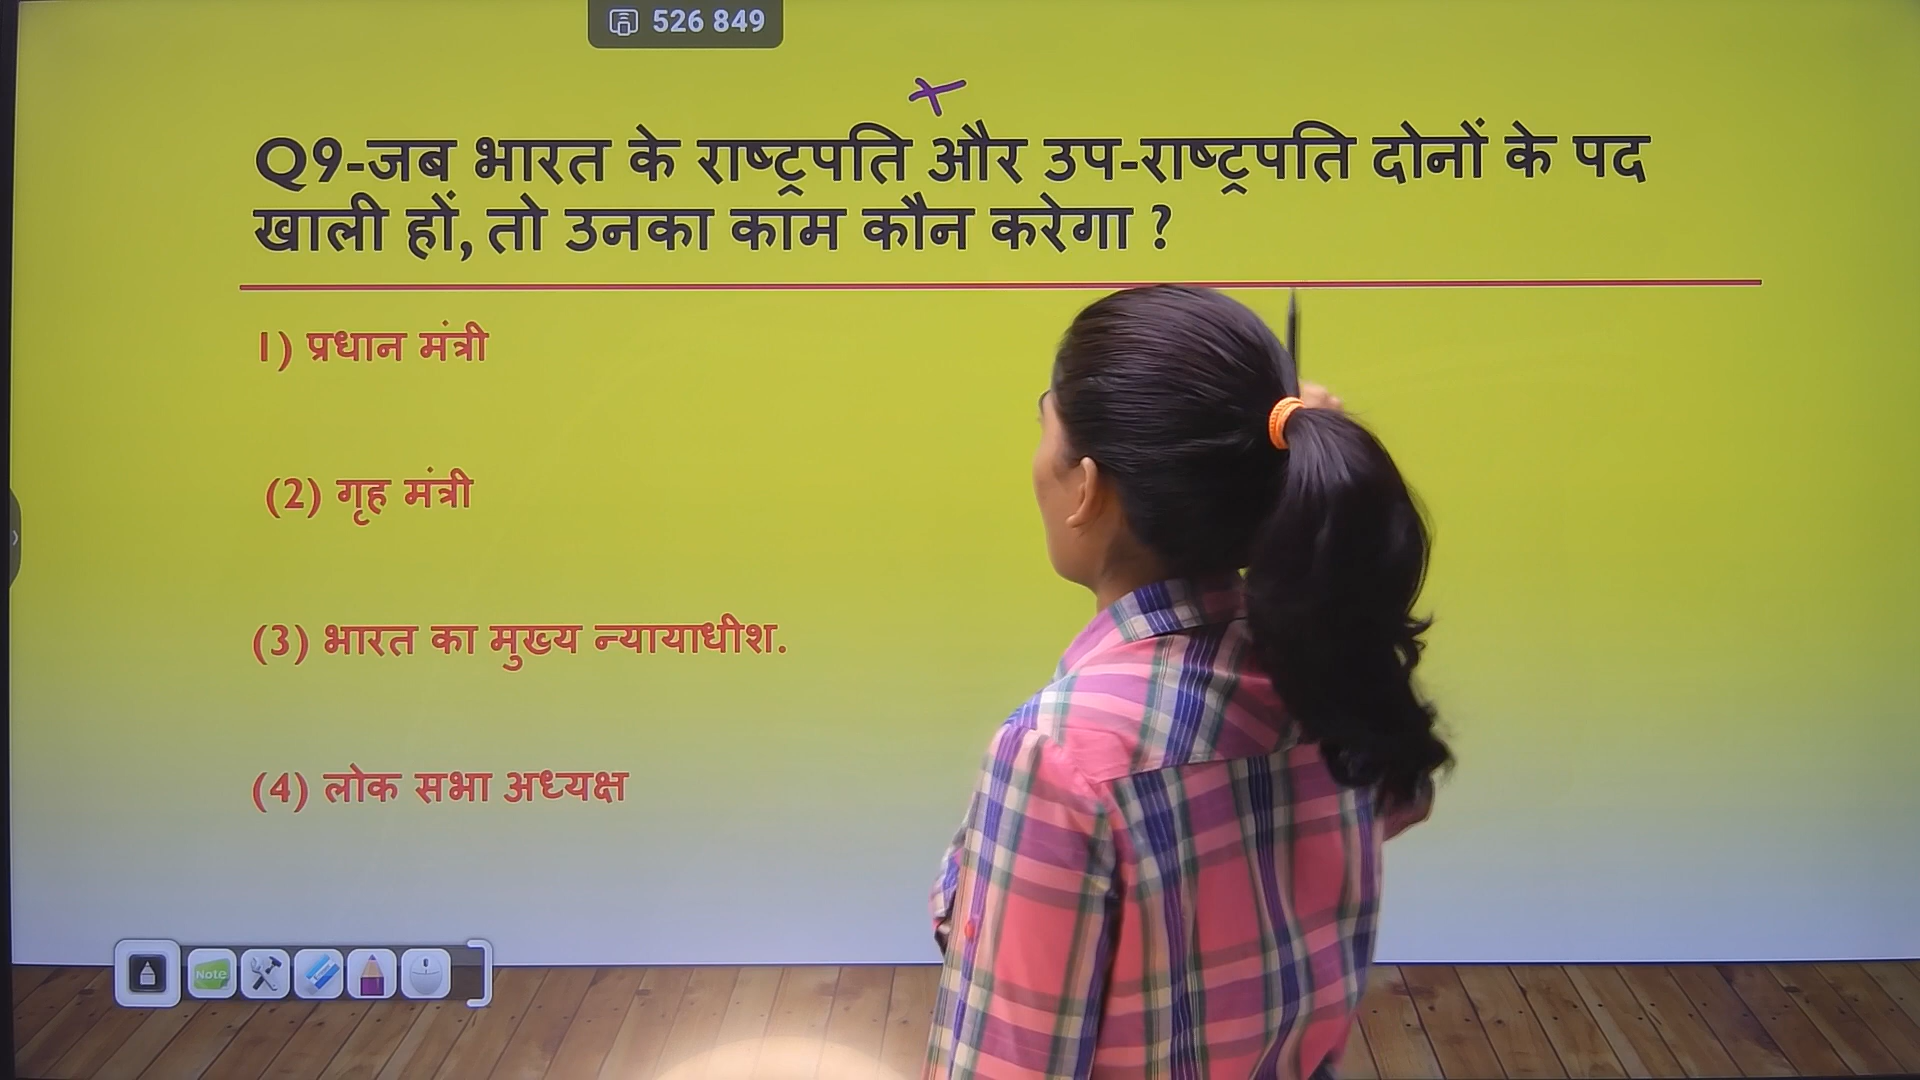 526 849
Q9-जब भारत के राष्ट्रपति और उप-राष्ट्रपति दोनों के पद
खाली हों, तो उनका काम कौन करेगा ?
1) प्रधान मंत्री
(2) गृह मंत्री
(3) भारत का मुख्य न्यायाधीश.
(4) लोक सभा अध्यक्ष
Note